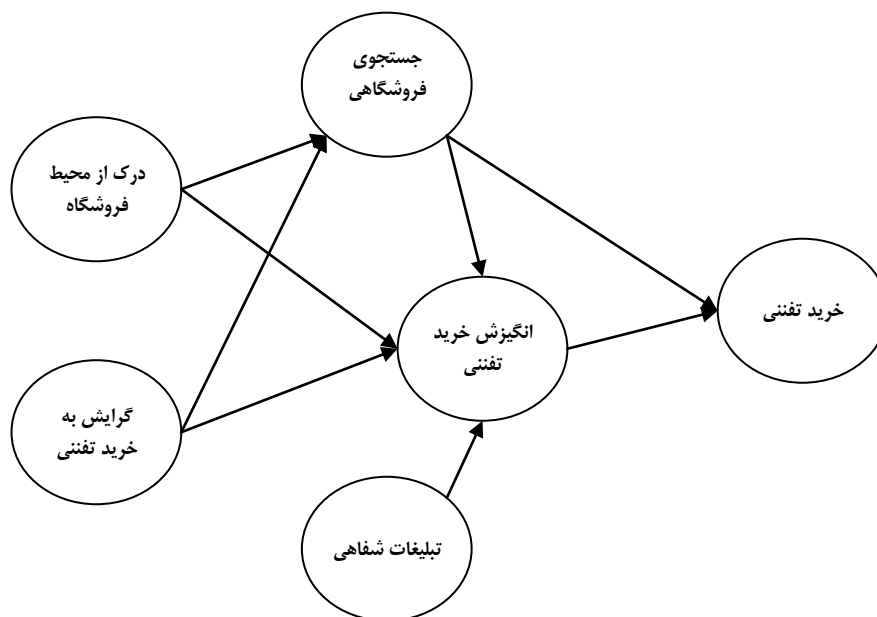 جستجوی
فروشگاهی
درک از محیط
فروشگاه
خرید تفننی
انگیزش خرید
تفننی
گرایش به
خرید تفننی
تبلیغات شفاهی